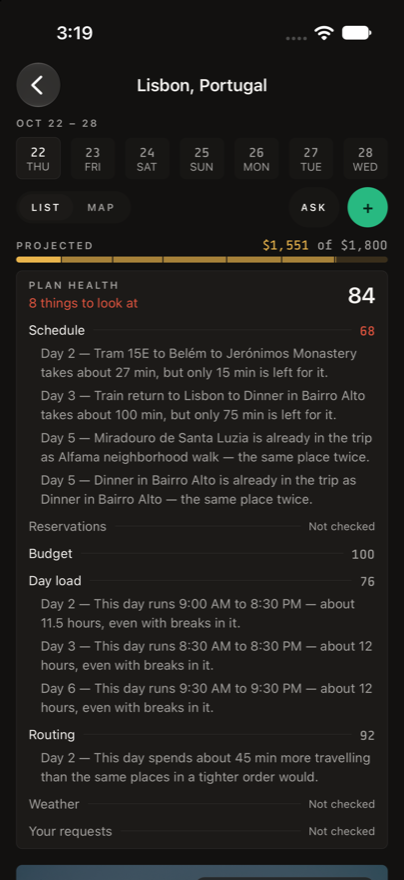 3:19
Lisbon, Portugal
OCT 22 – 28
22 23 24 25 26 27 28
THU FRI SAT SUN MON TUE WED
LIST MAP ASK +
PROJECTED $1,551 of $1,800
PLAN HEALTH
8 things to look at 84
Schedule 68
Day 2 — Tram 15E to Belém to Jerónimos Monastery
takes about 27 min, but only 15 min is left for it.
Day 3 — Train return to Lisbon to Dinner in Bairro Alto
takes about 100 min, but only 75 min is left for it.
Day 5 — Miradouro de Santa Luzia is already in the trip
as Alfama neighborhood walk — the same place twice.
Day 5 — Dinner in Bairro Alto is already in the trip as
Dinner in Bairro Alto — the same place twice.
Reservations Not checked
Budget 100
Day load 76
Day 2 — This day runs 9:00 AM to 8:30 PM — about
11.5 hours, even with breaks in it.
Day 3 — This day runs 8:30 AM to 8:30 PM — about 12
hours, even with breaks in it.
Day 6 — This day runs 9:30 AM to 9:30 PM — about 12
hours, even with breaks in it.
Routing 92
Day 2 — This day spends about 45 min more travelling
than the same places in a tighter order would.
Weather Not checked
Your requests Not checked